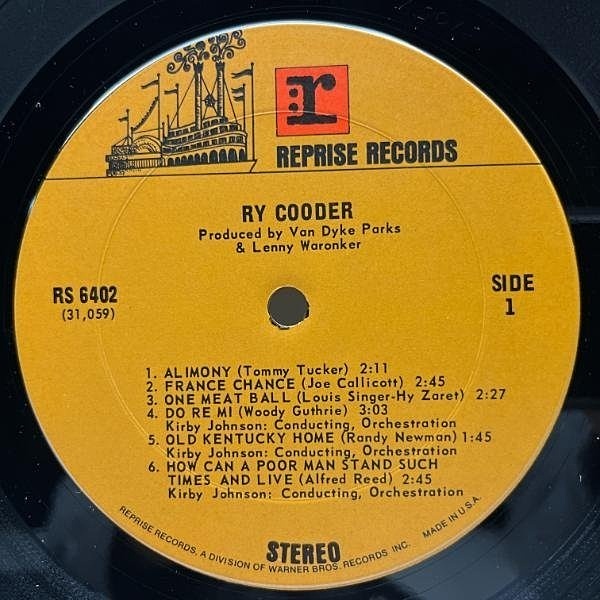 r
REPRISE RECORDS
RY COODER
Produced by Van Dyke Parks
& Lenny Waronker
RS 6402
(31,059)
SIDE
1
1. ALIMONY (Tommy Tucker) 2:11
2. FRANCE CHANCE (Joe Callicott) 2:45
3. ONE MEAT BALL (Louis Singer-Hy Zaret) 2:27
4. DO RE MI (Woody Guthrie) 3:03
Kirby Johnson: Conducting, Orchestration
5. OLD KENTUCKY HOME (Randy Newman) 1:45
Kirby Johnson: Conducting, Orchestration
6. HOW CAN A POOR MAN STAND SUCH
TIMES AND LIVE (Alfred Reed) 2:45
Kirby Johnson: Conducting, Orchestration
STEREO
REPRISE RECORDS, A DIVISION OF WARNER BROS. RECORDS, INC. MADE IN U.S.A.